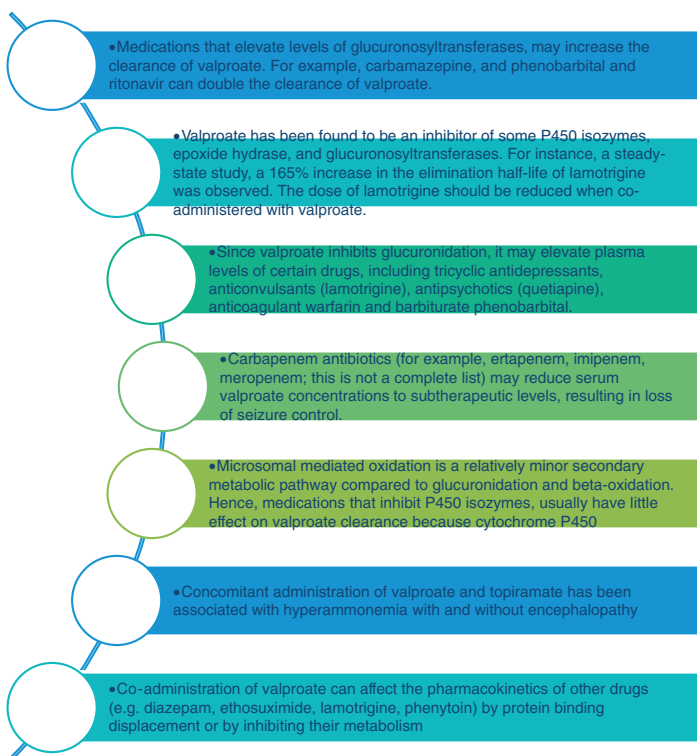 •Medications that elevate levels of glucuronosyltransferases, may increase the
clearance of valproate. For example, carbamazepine, and phenobarbital and
ritonavir can double the clearance of valproate.
•Valproate has been found to be an inhibitor of some P450 isozymes,
epoxide hydrase, and glucuronosyltransferases. For instance, a steady-
state study, a 165% increase in the elimination half-life of lamotrigine
was observed. The dose of lamotrigine should be reduced when co-
administered with valproate.
•Since valproate inhibits glucuronidation, it may elevate plasma
levels of certain drugs, including tricyclic antidepressants,
anticonvulsants (lamotrigine), antipsychotics (quetiapine),
anticoagulant warfarin and barbiturate phenobarbital.
•Carbapenem antibiotics (for example, ertapenem, imipenem,
meropenem; this is not a complete list) may reduce serum
valproate concentrations to subtherapeutic levels, resulting in loss
of seizure control.
•Microsomal mediated oxidation is a relatively minor secondary
metabolic pathway compared to glucuronidation and beta-oxidation.
Hence, medications that inhibit P450 isozymes, usually have little
effect on valproate clearance because cytochrome P450
•Concomitant administration of valproate and topiramate has been
associated with hyperammonemia with and without encephalopathy
•Co-administration of valproate can affect the pharmacokinetics of other drugs
(e.g. diazepam, ethosuximide, lamotrigine, phenytoin) by protein binding
displacement or by inhibiting their metabolism